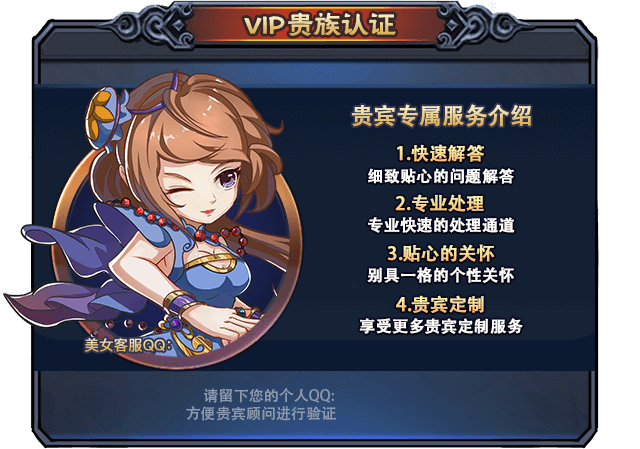 VIP贵族认证
贵宾专属服务介绍
1.快速解答
细致贴心的问题解答
2.专业处理
专业快速的处理通道
3.贴心的关怀
别具一格的个性关怀
4.贵宾定制
享受更多贵宾定制服务
美女客服QQ:
请留下您的个人QQ:
方便贵宾顾问进行验证